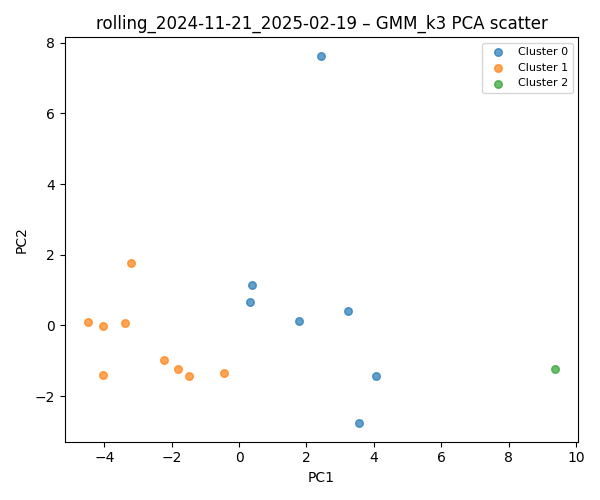 rolling_2024-11-21_2025-02-19 – GMM_k3 PCA scatter
Cluster 0
Cluster 1
Cluster 2
8
6
4
2
0
−2
PC2
−4
−2
0
2
4
6
8
10
PC1